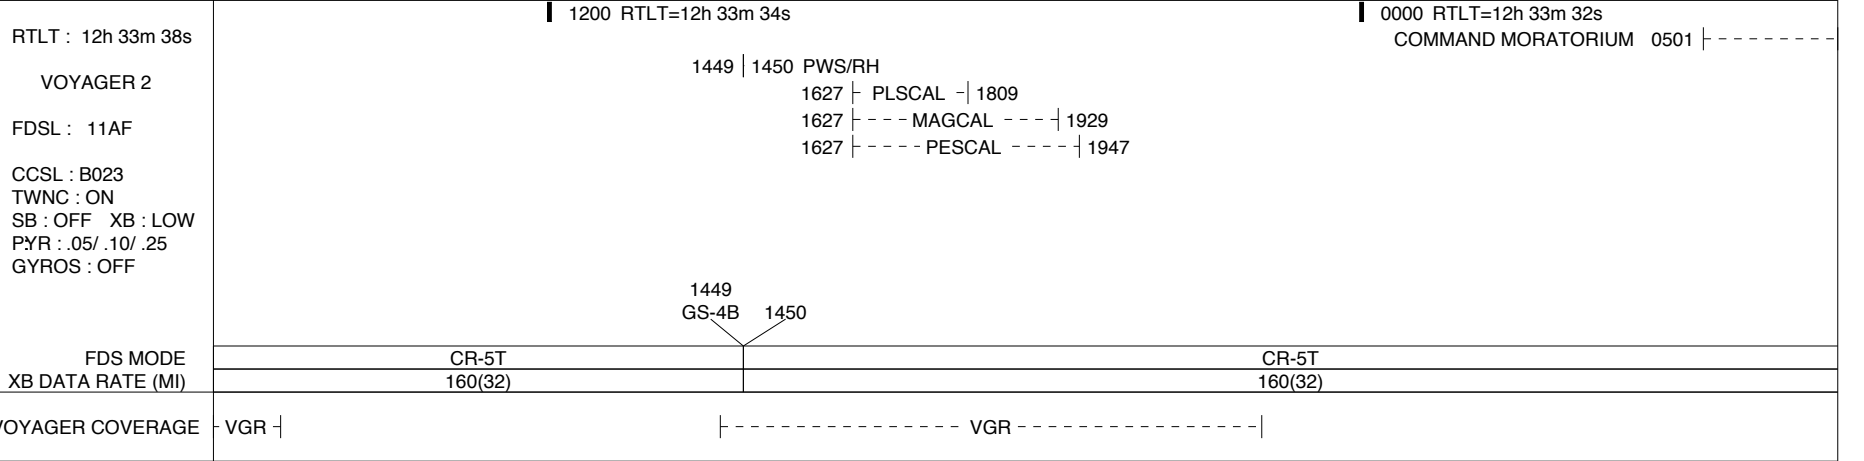 1200 RTLT=12h 33m 34s 0000 RTLT=12h 33m 32s
RTLT : 12h 33m 38s COMMAND MORATORIUM 0501
1449 1450 PWS/RH
VOYAGER 2
1627 PLSCAL 1809
1627 MAGCAL 1929
FDSL : 11AF
1627 PESCAL 1947
CCSL : B023
TWNC : ON
SB : OFF XB : LOW
P:YR : .05/ .10/ .25
GYROS : OFF
1449
GS-4B 1450
FDS MODE CR-5T CR-5T
XB DATA RATE (MI) 160(32) 160(32)
VOYAGER COVERAGE VGR VGR